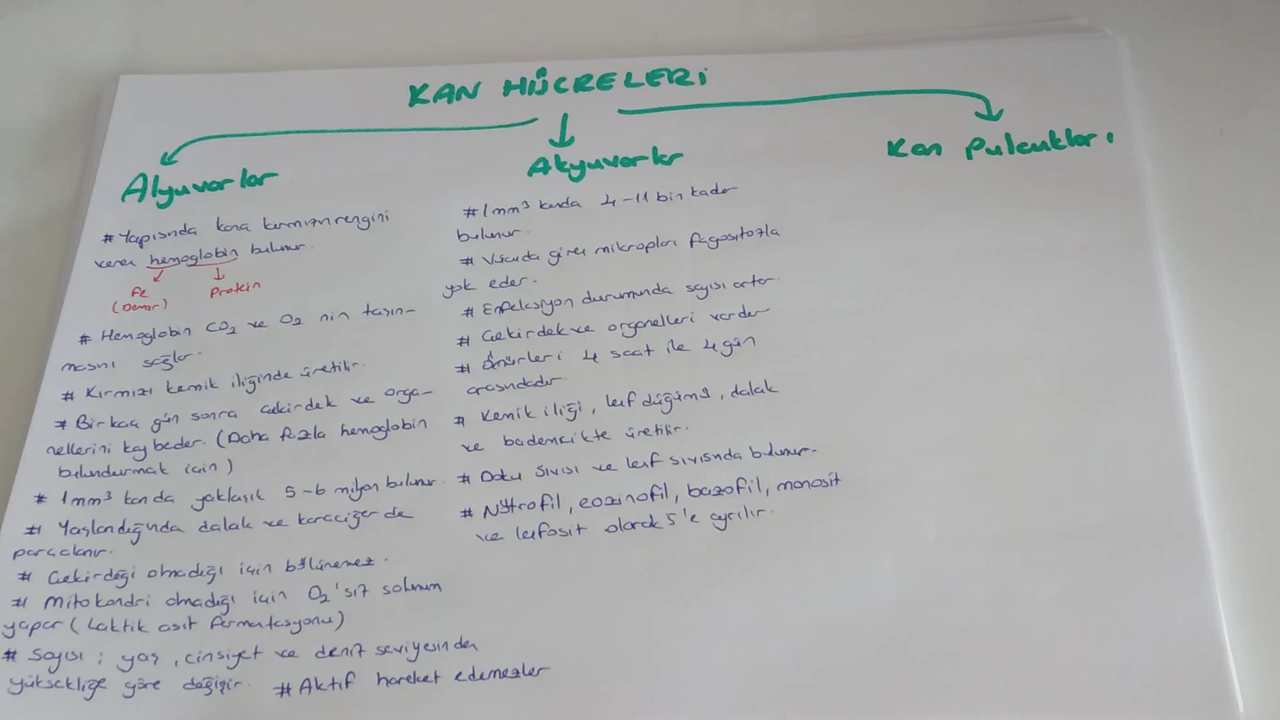 KAN HÜCRELERİ
Alyuvarlar
# Yapısında kana kırmızı rengini
veren hemoglobin bulunur.
Fe
(Demir)
Protein
# Hemoglobin CO2 ve O2 nin taşın-
masını sağlar.
# Kırmızı kemik iliğinde üretilir.
# Birkaç gün sonra çekirdek ve orga-
nellerini kaybeder. (Daha fazla hemoglobin
bulundurmak için)
# 1mm³ kanda yaklaşık 5-6 milyon bulunur.
# Yaşlandığında dalak ve karaciğer de
parçalanır.
# Çekirdeği olmadığı için bölünemez.
# Mitokondri olmadığı için O2'siz solunum
yapar (Laktik asit fermantasyonu)
# Sayısı; yaş, cinsiyet ve deniz seviyesinden
yüksekliğe göre değişir. # Aktif hareket edemezler
Akyuvarlar
# 1mm³ kanda 4-11 bin kadar
bulunur.
# Vücuda giren mikropları fagositozla
yok eder.
# Enfeksiyon durumunda sayısı artar.
# Çekirdek ve organelleri vardır
# Ömürleri 4 saat ile 4 gün
arasındadır.
# Kemik iliği, lenf düğümü, dalak
ve bademcikte üretilir.
# Doku sıvısı ve lenf sıvısında bulunur.
# Nötrofil, eozinofil, bazofil, monosit
ve lenfosit olarak 5'e ayrılır.
Kan Pulcukları